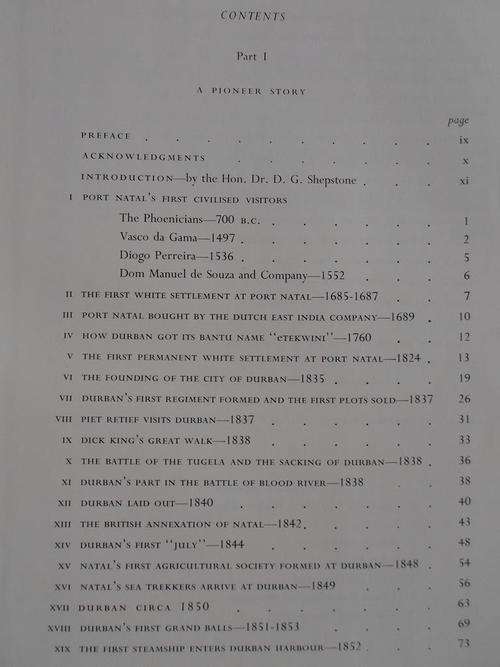 CONTENTS
Part I
A PIONEER STORY
page
PREFACE . . . . . . . . ix
ACKNOWLEDGMENTS . . . . . x
INTRODUCTION—by the Hon. Dr. D. G. Shepstone . . . xi
I PORT NATAL'S FIRST CIVILISED VISITORS
The Phoenicians—700 B.C. . . . . . 1
Vasco da Gama—1497 . . . . . . 2
Diogo Perreira—1536 . . . . . . 5
Dom Manuel de Souza and Company—1552 . . . 6
II THE FIRST WHITE SETTLEMENT AT PORT NATAL—1685-1687 . . 7
III PORT NATAL BOUGHT BY THE DUTCH EAST INDIA COMPANY—1689 . 10
IV HOW DURBAN GOT ITS BANTU NAME "eTEKWINI"—1760 . . 12
V THE FIRST PERMANENT WHITE SETTLEMENT AT PORT NATAL—1824 . 13
VI THE FOUNDING OF THE CITY OF DURBAN—1835 . . . . 19
VII DURBAN'S FIRST REGIMENT FORMED AND THE FIRST PLOTS SOLD—1837 26
VIII PIET RETIEF VISITS DURBAN—1837 . . . . . 31
IX DICK KING'S GREAT WALK—1838 . . . . . 33
X THE BATTLE OF THE TUGELA AND THE SACKING OF DURBAN—1838 . 36
XI DURBAN'S PART IN THE BATTLE OF BLOOD RIVER—1838 . . 38
XII DURBAN LAID OUT—1840 . . . . . . 40
XIII THE BRITISH ANNEXATION OF NATAL—1842 . . . . . 43
XIV DURBAN'S FIRST "JULY"—1844 . . . . . 48
XV NATAL'S FIRST AGRICULTURAL SOCIETY FORMED AT DURBAN—1848 . 54
XVI NATAL'S SEA TREKKERS ARRIVE AT DURBAN—1849 . . . 56
XVII DURBAN CIRCA 1850 . . . . . . 63
XVIII DURBAN'S FIRST GRAND BALLS—1851-1853 . . . . 69
XIX THE FIRST STEAMSHIP ENTERS DURBAN HARBOUR—1852 . . . 73